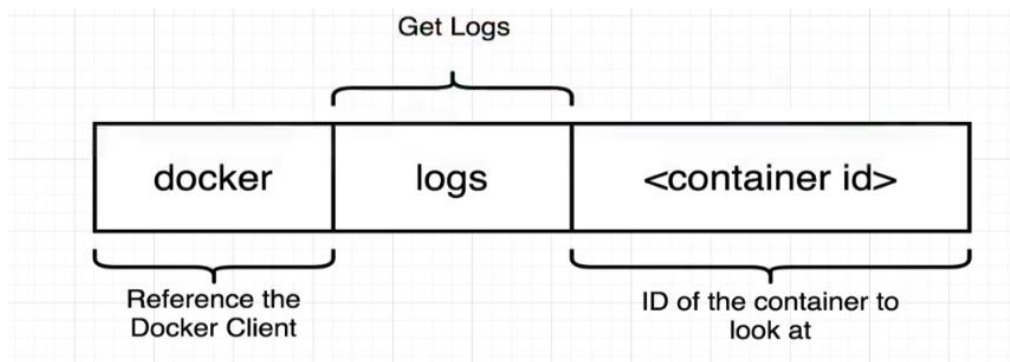 Get Logs
docker logs <container id>
Reference the
Docker Client
ID of the container to
look at